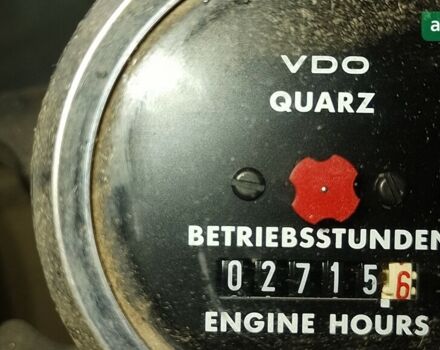 VDO
QUARZ
BETRIEBSSTUNDEN
027156
ENGINE HOURS